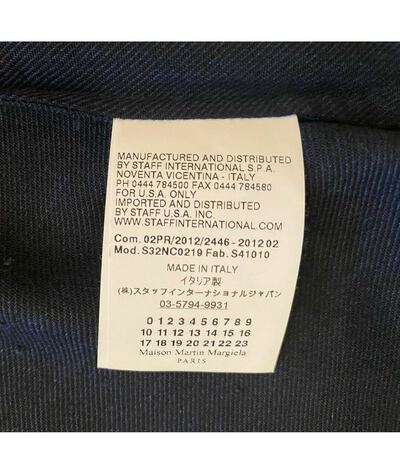 MANUFACTURED AND DISTRIBUTED
BY STAFF INTERNATIONAL S.P.A.
NOVENTA VICENTINA - ITALY
PH 0444 784500 FAX 0444 784580
FOR U.S.A. ONLY
IMPORTED AND DISTRIBUTED
BY STAFF U.S.A. INC.
WWW.STAFFINTERNATIONAL.COM
Com. 02PR/2012/2446 - 2012 02
Mod. S32NC0219 Fab. S41010
MADE IN ITALY
イタリア製
(株)スタッフインターナショナルジャパン
03-5794-9931
0 1 2 3 4 5 6 7 8 9
10 11 12 13 14 15 16
17 18 19 20 21 22 23
Maison Martin Margiela
PARIS